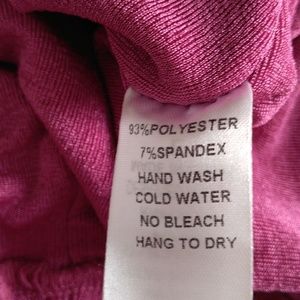 93%POLYESTER
7%SPANDEX
HAND WASH
COLD WATER
NO BLEACH
HANG TO DRY